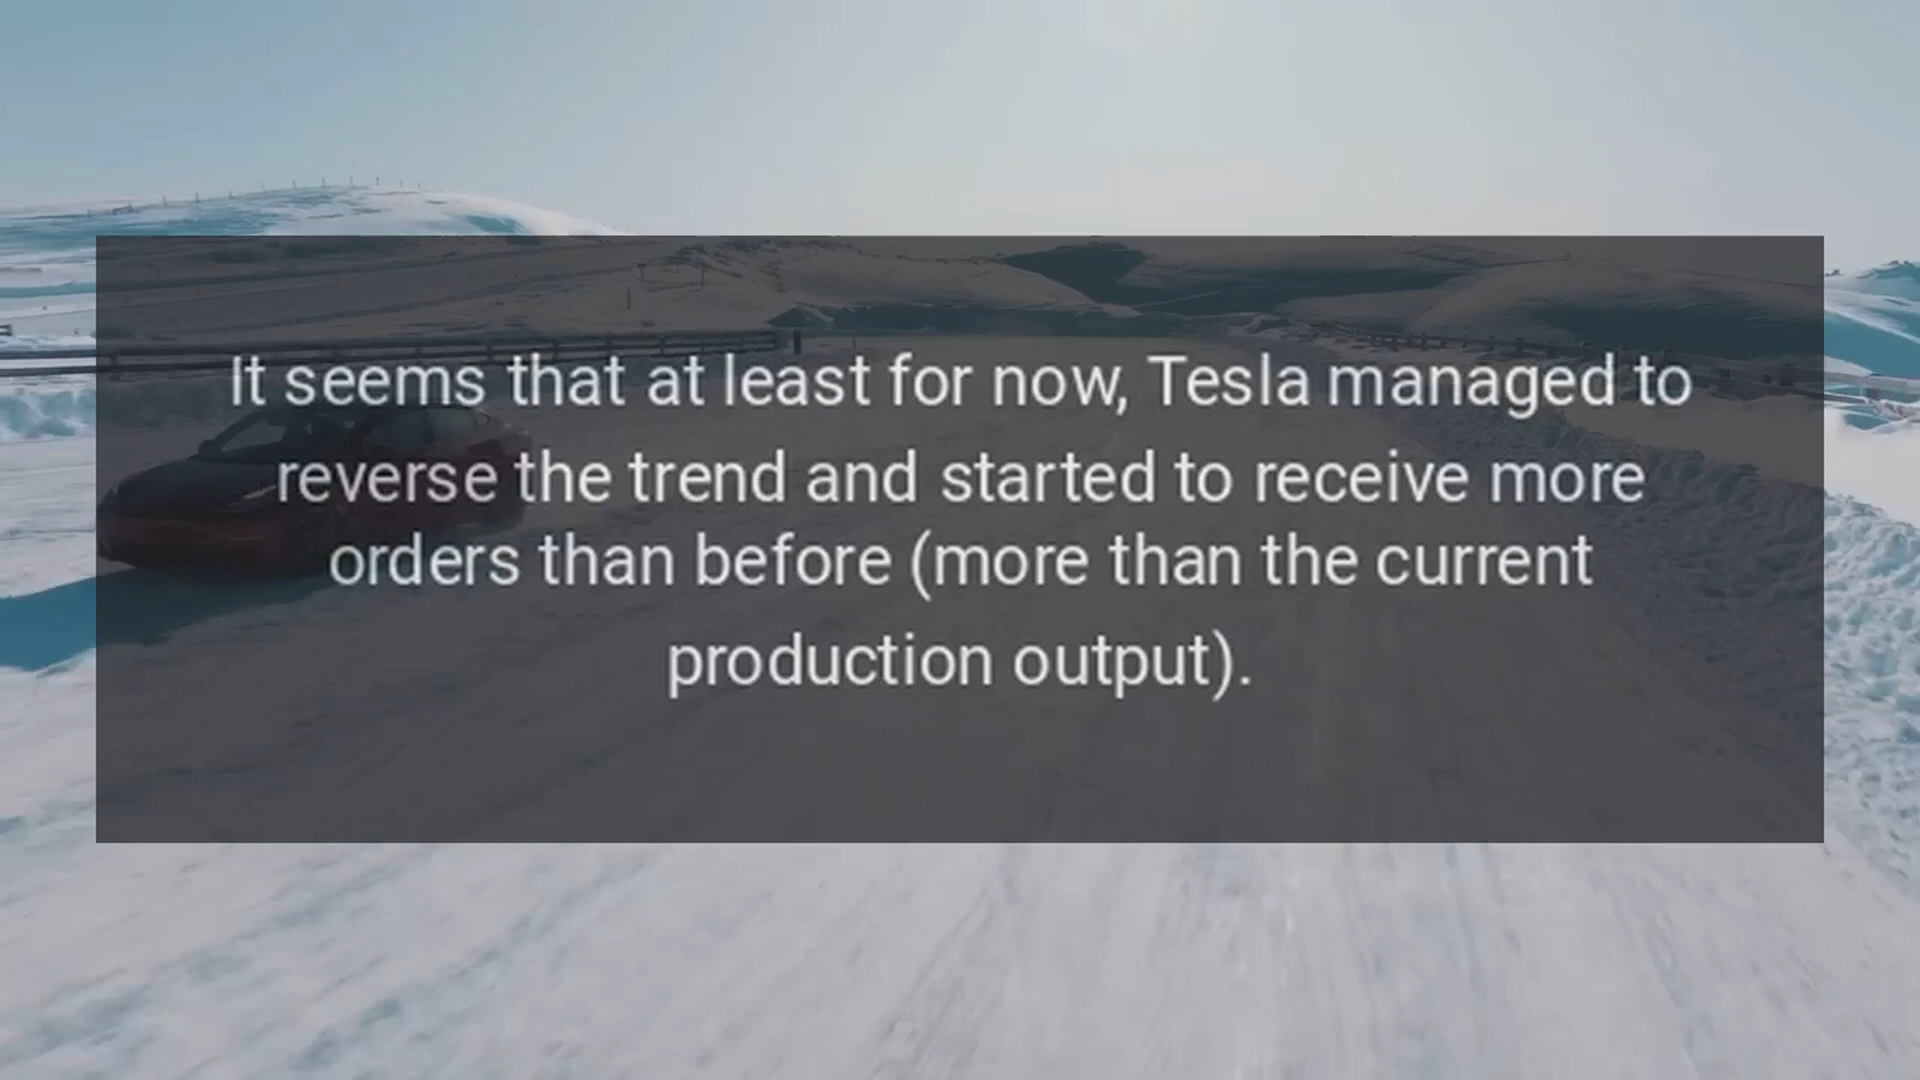 It seems that at least for now, Tesla managed to
reverse the trend and started to receive more
orders than before (more than the current
production output).